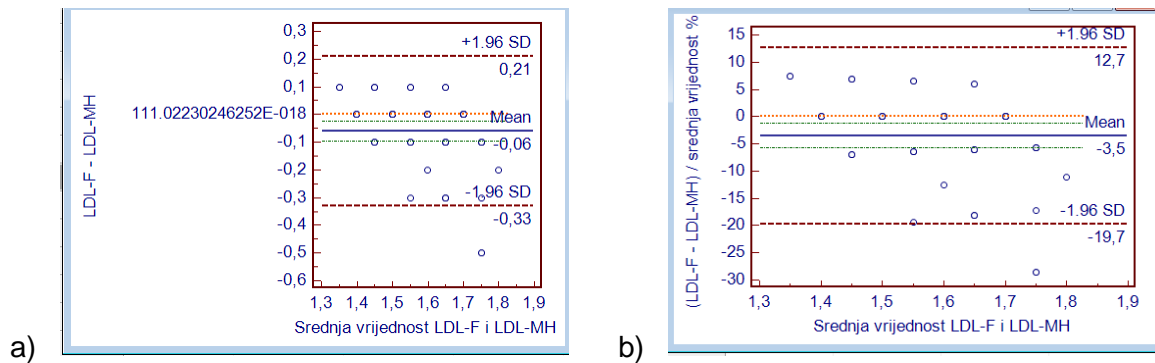 0,3
0,2
0,1
111.02230246252E-018
-0,1
-0,2
-0,3
-0,4
-0,5
-0,6
LDL-F - LDL-MH
+1.96 SD
0,21
Mean
-0,06
-1.96 SD
-0,33
1,3 1,4 1,5 1,6 1,7 1,8 1,9
Srednja vrijednost LDL-F i LDL-MH
a)
15
10
5
0
-5
-10
-15
-20
-25
-30
(LDL-F - LDL-MH) / srednja vrijednost %
+1.96 SD
12,7
Mean
-3,5
-1.96 SD
-19,7
1,3 1,4 1,5 1,6 1,7 1,8 1,9
Srednja vrijednost LDL-F i LDL-MH
b)